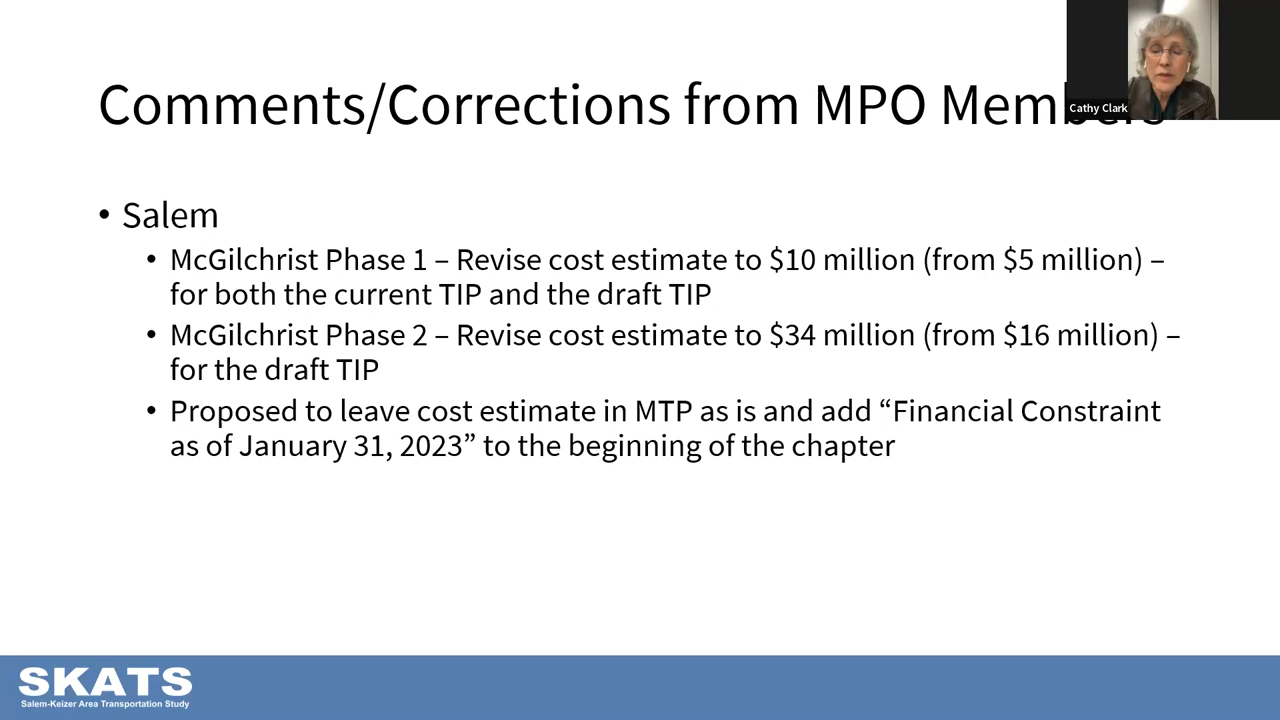 Comments/Corrections from MPO Members
Cathy Clark
• Salem
• McGilchrist Phase 1 – Revise cost estimate to $10 million (from $5 million) –
for both the current TIP and the draft TIP
• McGilchrist Phase 2 – Revise cost estimate to $34 million (from $16 million) –
for the draft TIP
• Proposed to leave cost estimate in MTP as is and add “Financial Constraint
as of January 31, 2023” to the beginning of the chapter
SKATS
Salem-Keizer Area Transportation Study